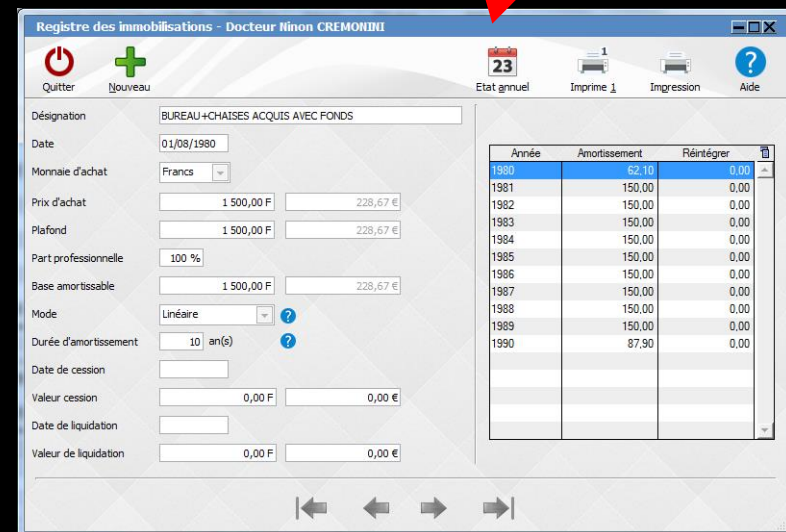 Registre des immobilisations - Docteur Ninon CREMONINI
Quitter Nouveau 23 Etat annuel 1 Imprime 1 Impression ? Aide
Désignation BUREAU+CHAISES ACQUIS AVEC FONDS
Date 01/08/1980
Monnaie d'achat Francs
Prix d'achat 1 500,00 F 228,67 €
Plafond 1 500,00 F 228,67 €
Part professionnelle 100 %
Base amortissable 1 500,00 F 228,67 €
Mode Linéaire ?
Durée d'amortissement 10 an(s) ?
Date de cession
Valeur cession 0,00 F 0,00 €
Date de liquidation
Valeur de liquidation 0,00 F 0,00 €
Année Amortissement Réintégrer
1980 62,10 0,00
1981 150,00 0,00
1982 150,00 0,00
1983 150,00 0,00
1984 150,00 0,00
1985 150,00 0,00
1986 150,00 0,00
1987 150,00 0,00
1988 150,00 0,00
1989 150,00 0,00
1990 87,90 0,00